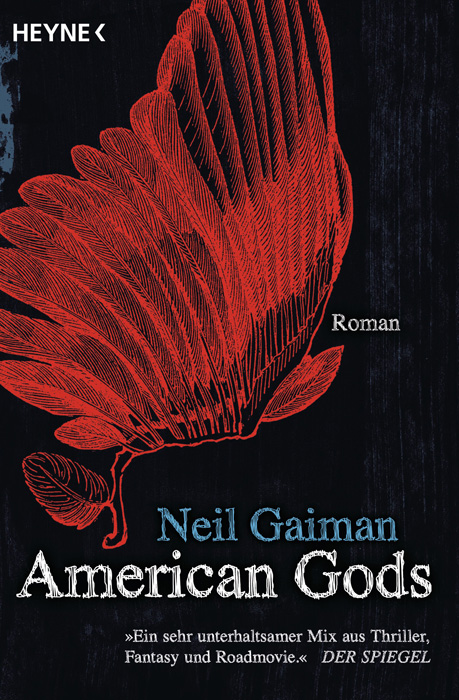 HEYNE<
Roman
Neil Gaiman
American Gods
»Ein sehr unterhaltsamer Mix aus Thriller,
Fantasy und Roadmovie.« DER SPIEGEL